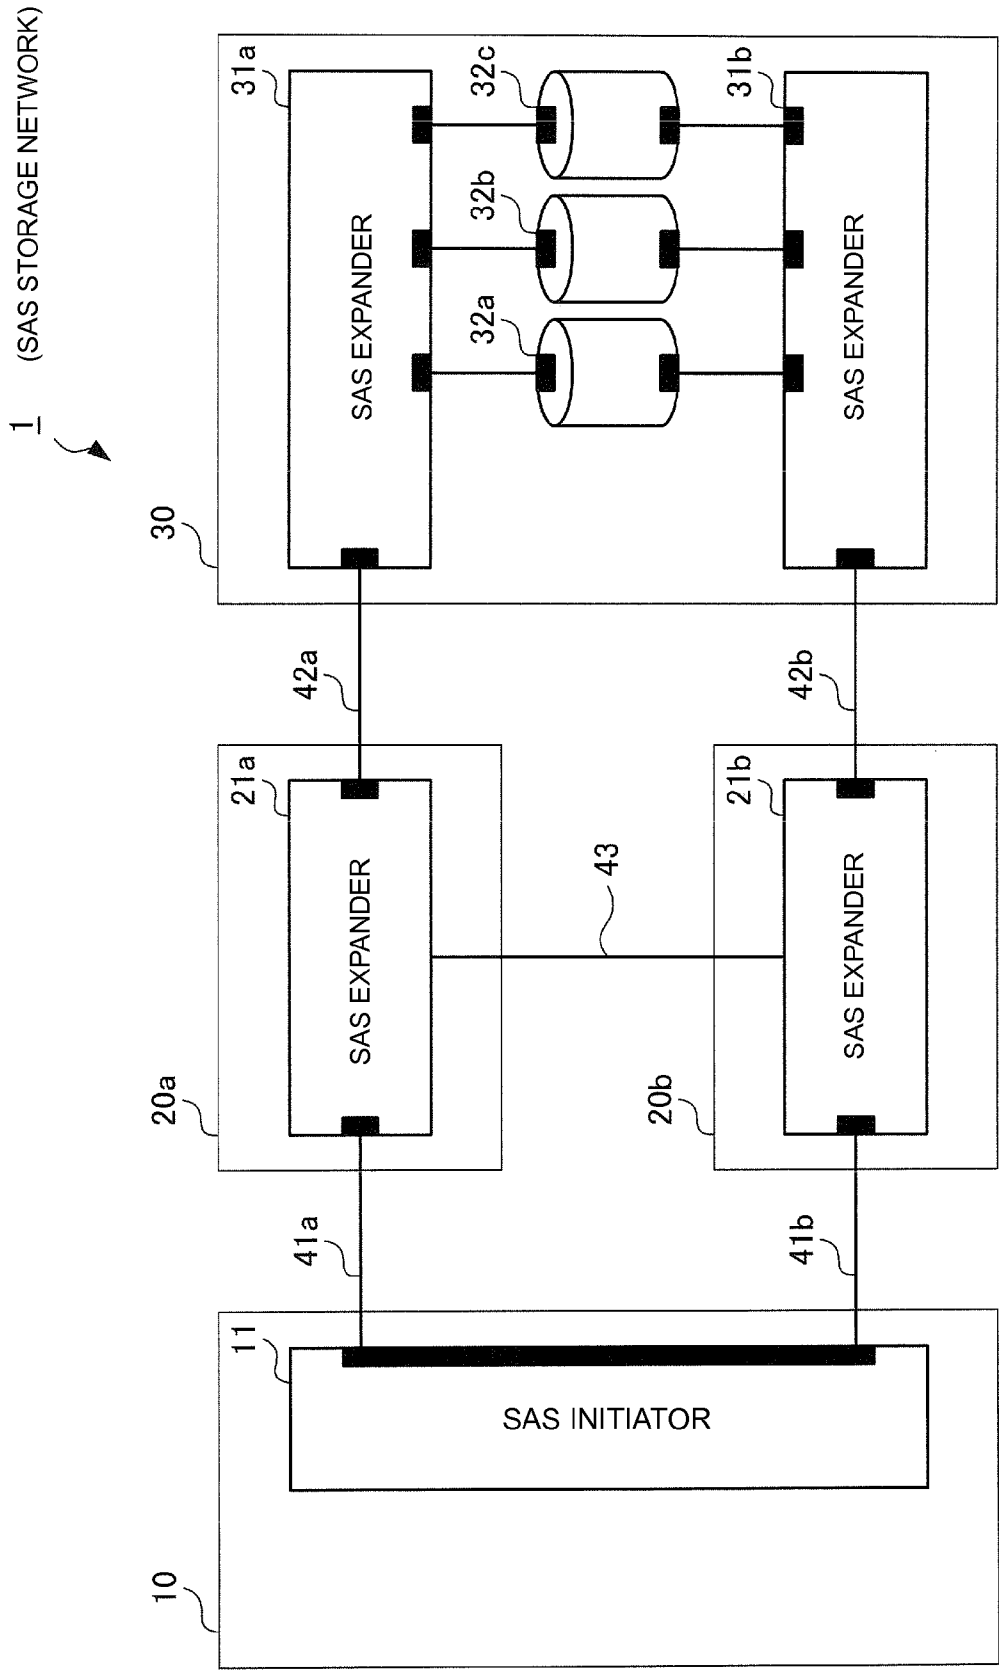 1 (SAS STORAGE NETWORK)
10
11
SAS INITIATOR
41a
41b
20a
21a
SAS EXPANDER
43
20b
21b
SAS EXPANDER
42a
42b
30
31a
SAS EXPANDER
32a
32b
32c
31b
SAS EXPANDER